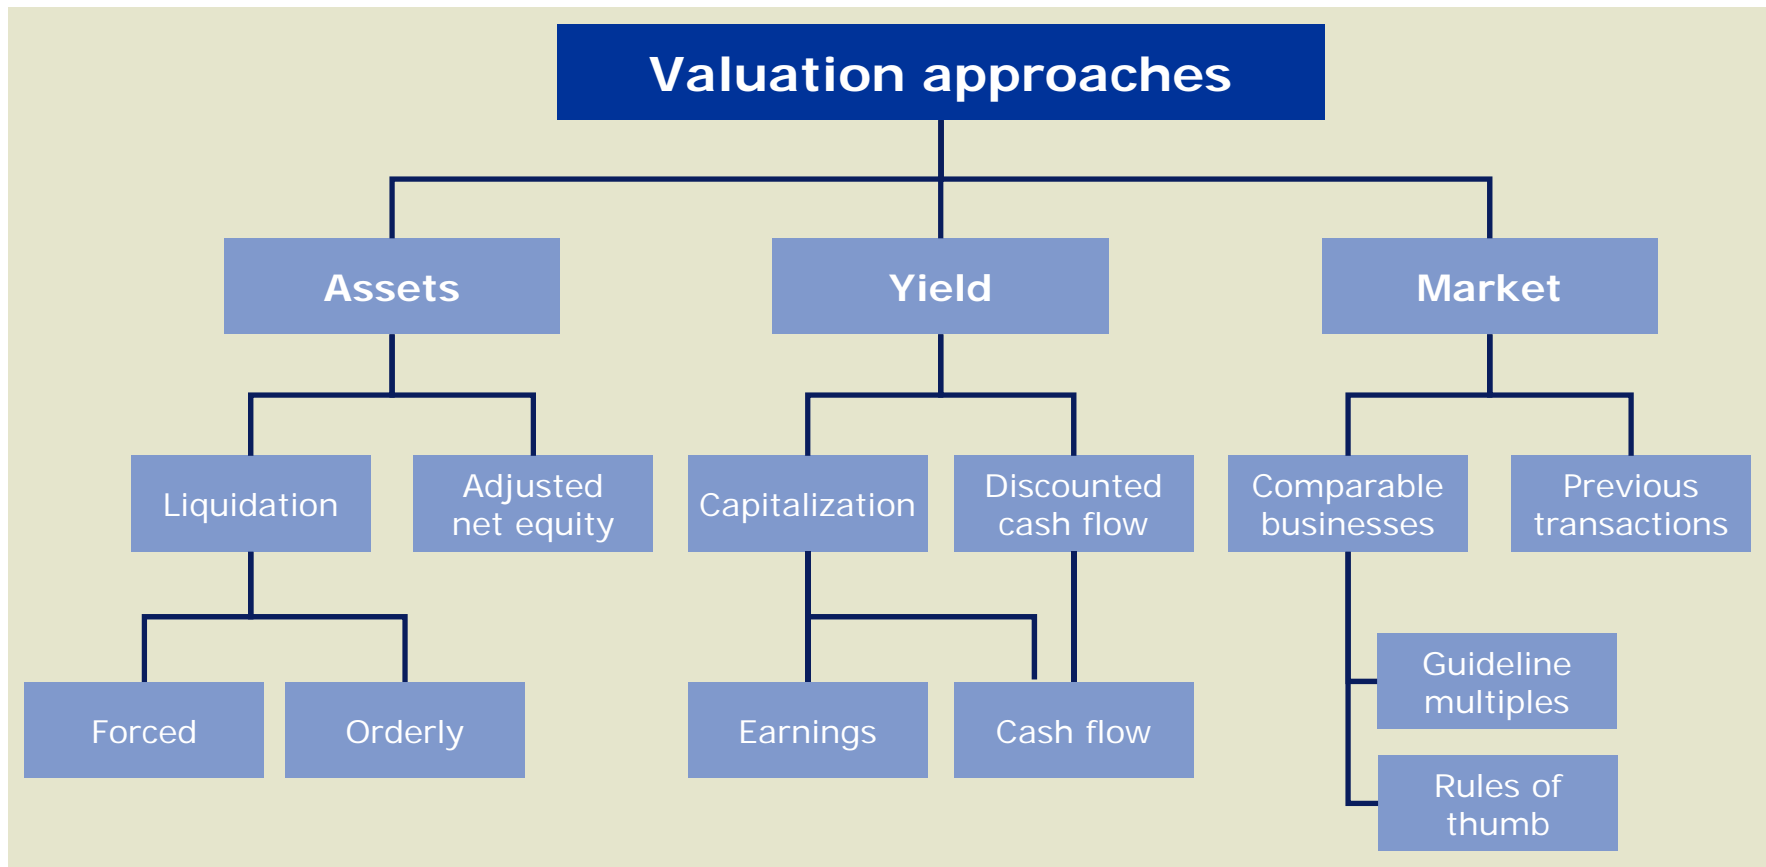 Valuation approaches
Assets
Yield
Market
Liquidation
Adjusted
net equity
Capitalization
Discounted
cash flow
Comparable
businesses
Previous
transactions
Forced
Orderly
Earnings
Cash flow
Guideline
multiples
Rules of
thumb